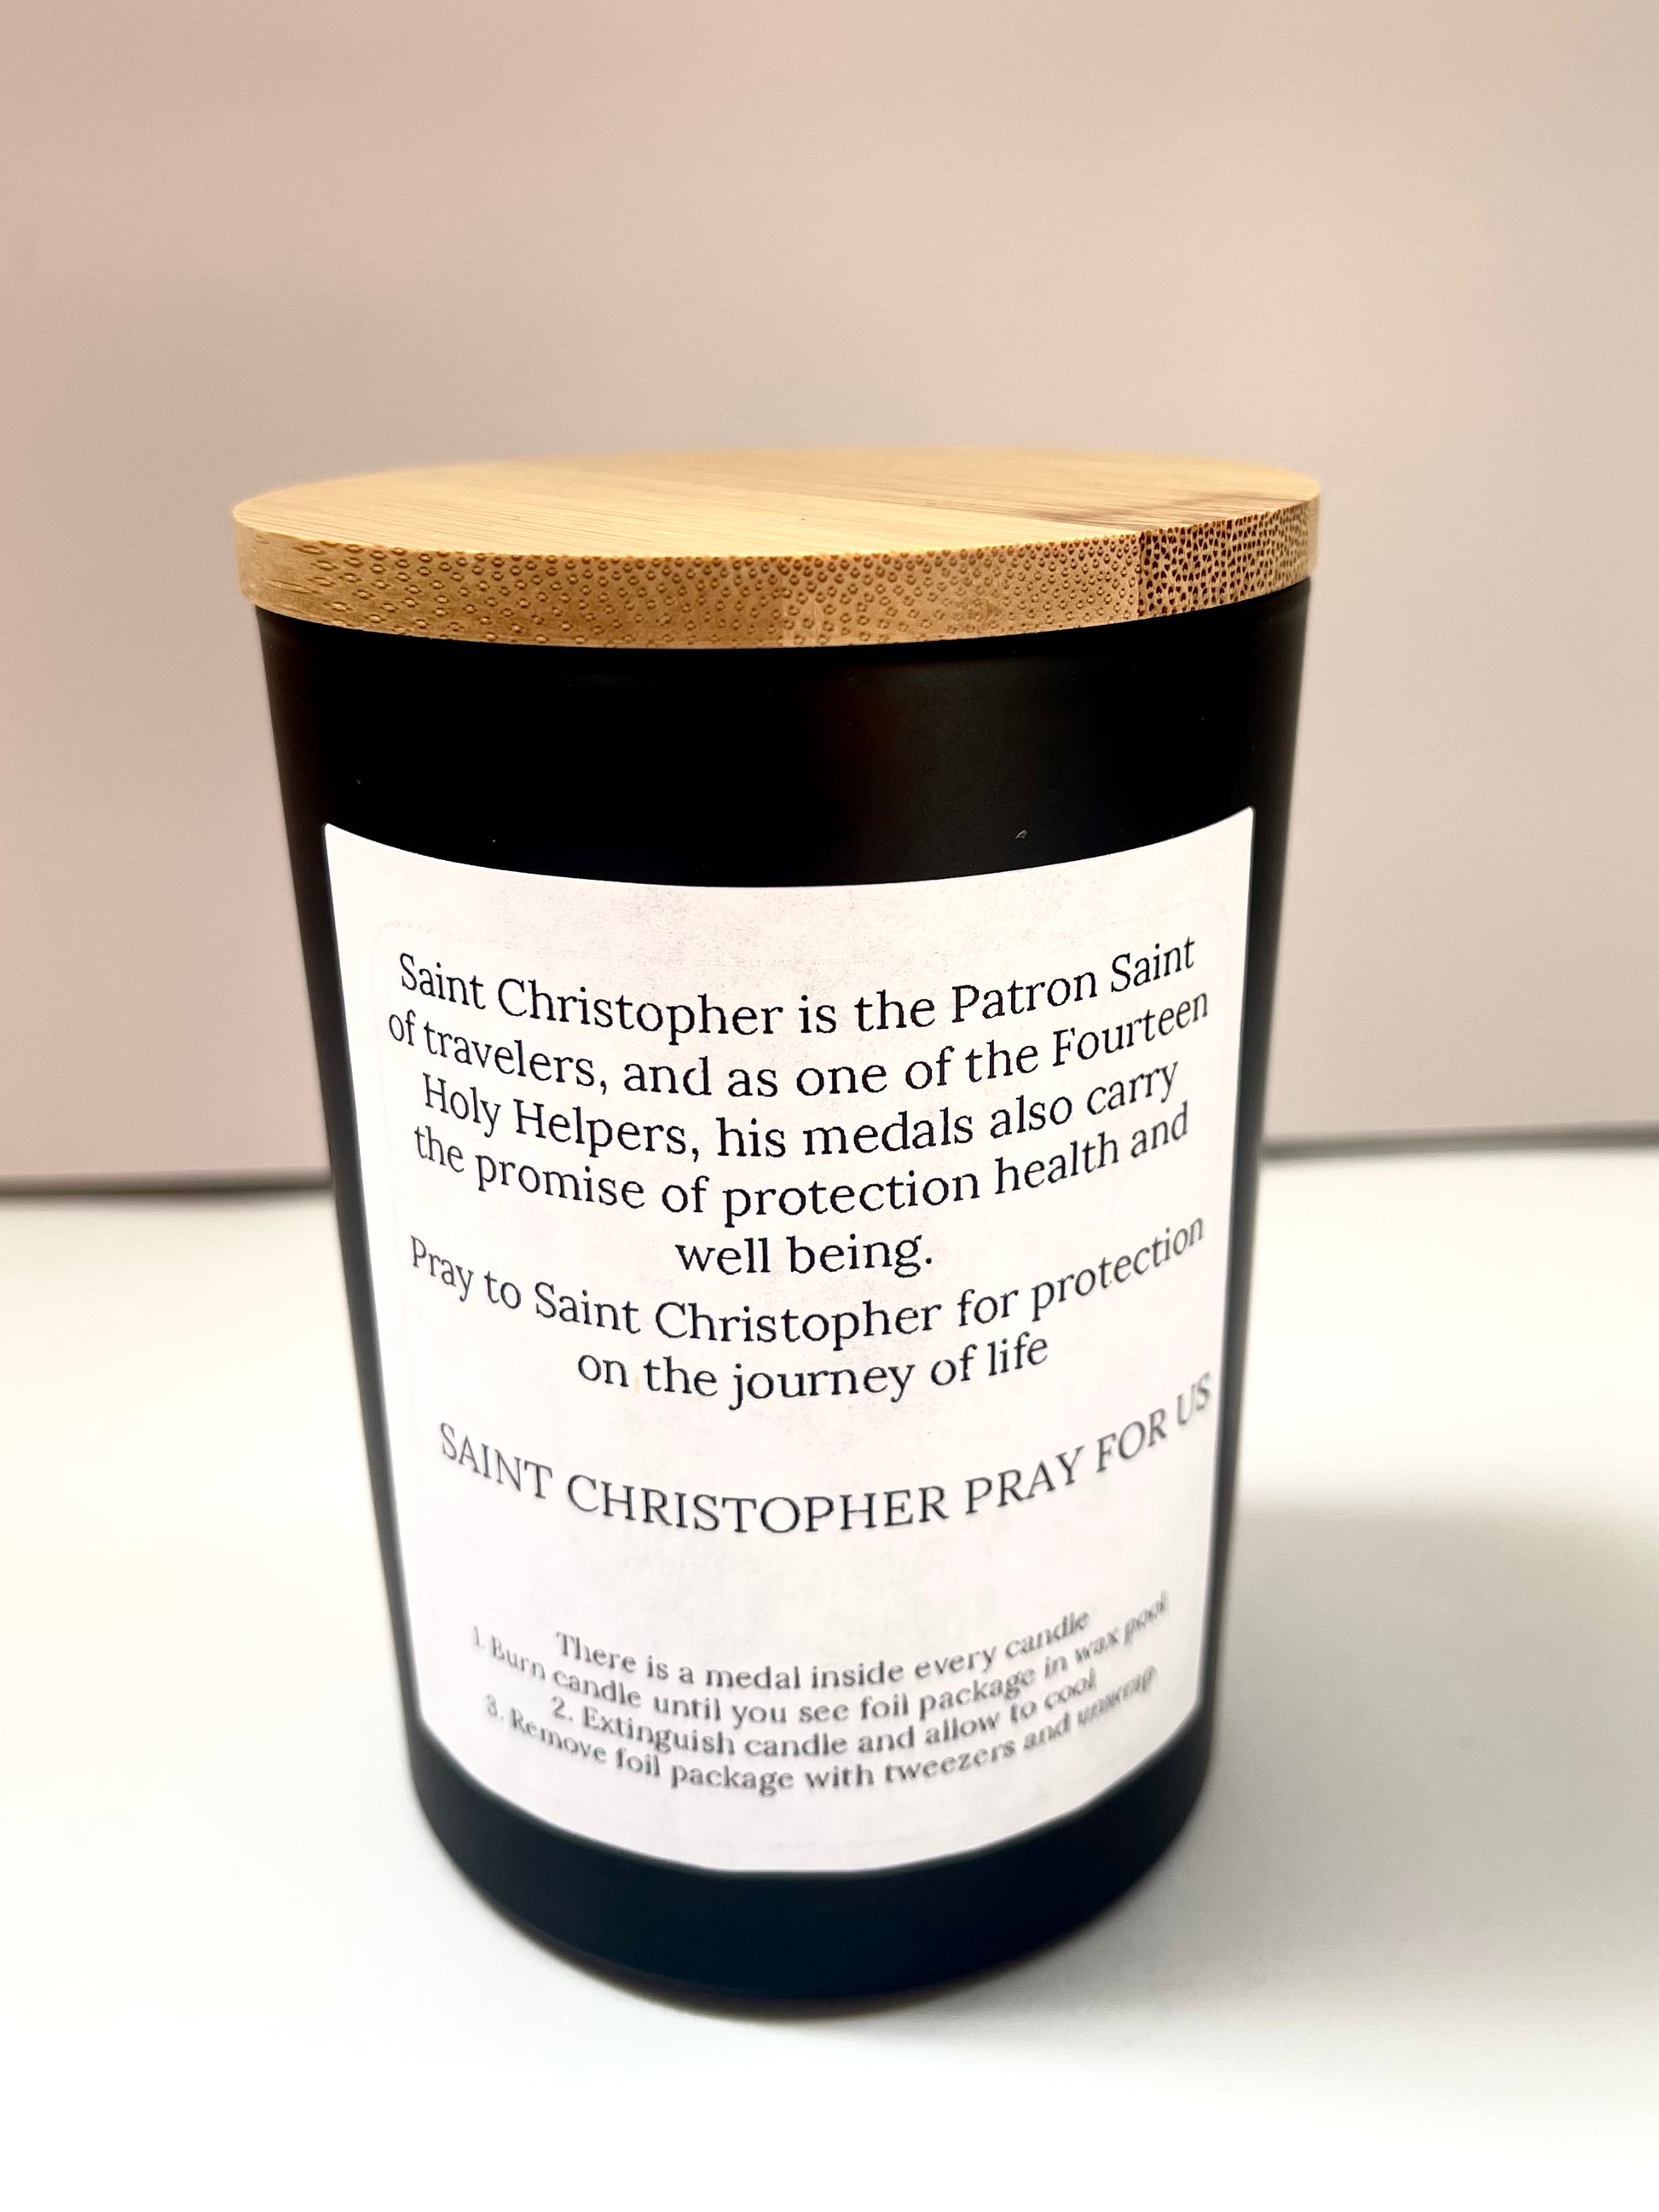 Saint Christopher is the Patron Saint
of travelers, and as one of the Fourteen
Holy Helpers, his medals also carry
the promise of protection health and
well being.
Pray to Saint Christopher for protection
on the journey of life
SAINT CHRISTOPHER PRAY FOR US
There is a medal inside every candle
1. Burn candle until you see foil package in wax pool
2. Extinguish candle and allow to cool
3. Remove foil package with tweezers and unwrap